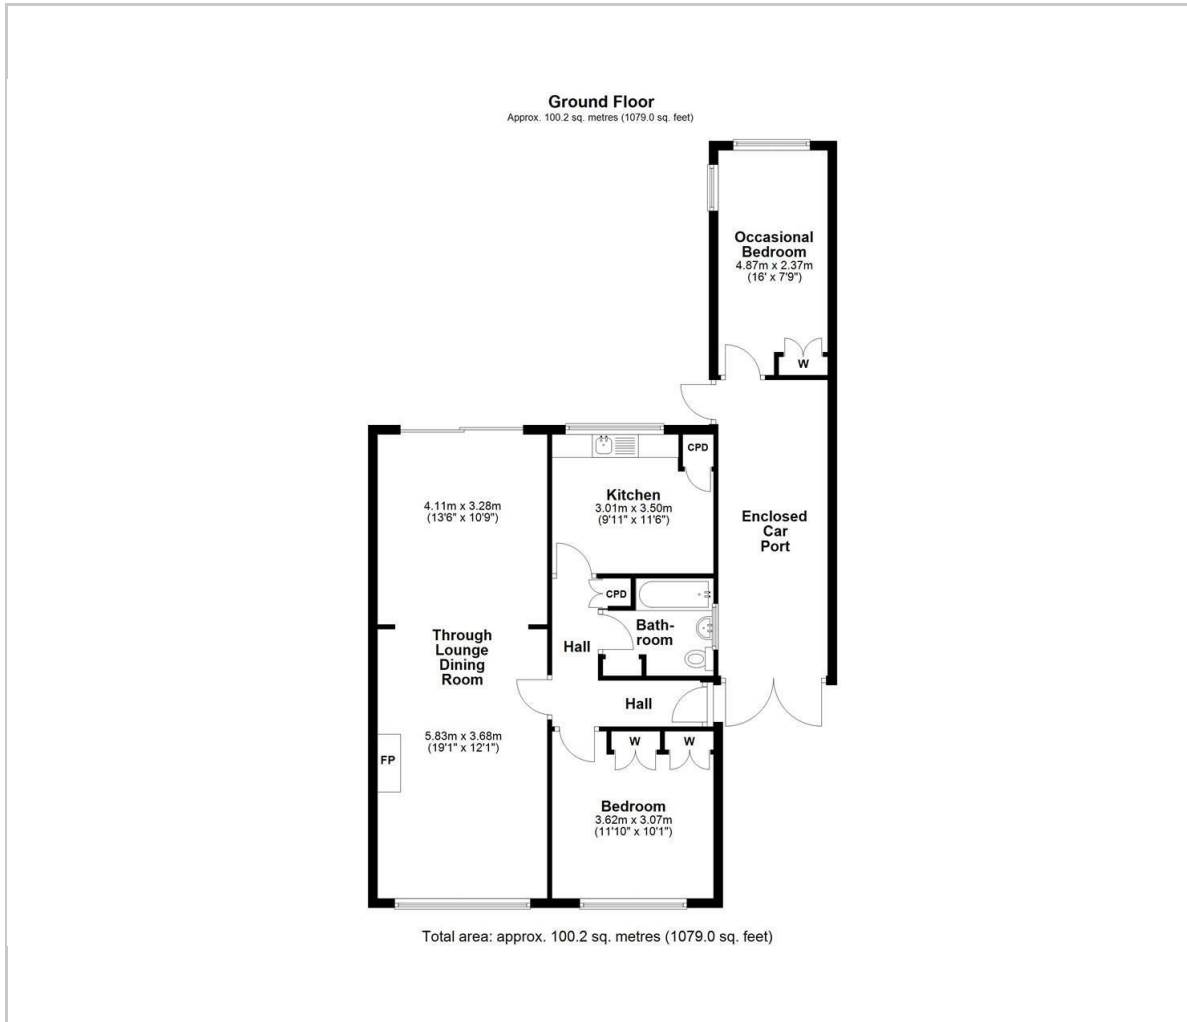 Ground Floor
Approx. 100.2 sq. metres (1079.0 sq. feet)
Occasional
Bedroom
4.87m x 2.37m
(16' x 7'9")
W
CPD
4.11m x 3.28m
(13'6" x 10'9")
Kitchen
3.01m x 3.50m
(9'11" x 11'6")
Enclosed
Car
Port
CPD
Through
Lounge
Dining
Room
Bath-
room
Hall
Hall
5.83m x 3.68m
(19'1" x 12'1")
FP
W
W
Bedroom
3.62m x 3.07m
(11'10" x 10'1")
Total area: approx. 100.2 sq. metres (1079.0 sq. feet)